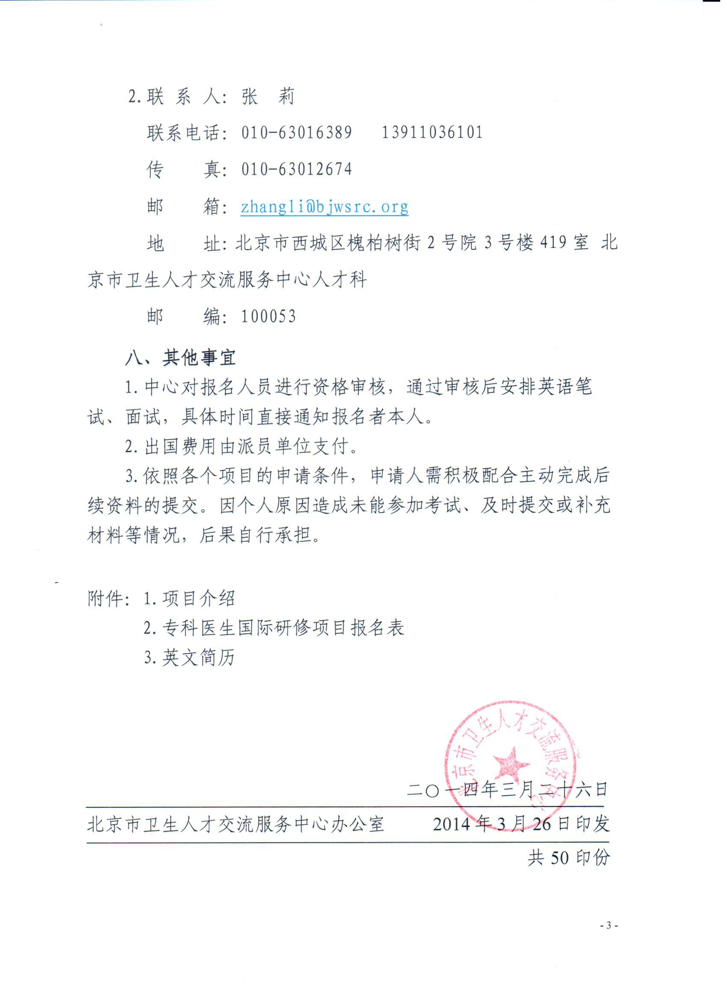 2.联 系 人： 张　莉
联系电话： 010-63016389　13911036101
传　　真： 010-63012674
邮　　箱： zhangli@bjwsrc.org
地　　址：北京市西城区槐柏树街 2 号院 3 号楼 419 室 北
京市卫生人才交流服务中心人才科
邮　　编： 100053
八、其他事宜
1.中心对报名人员进行资格审核，通过审核后安排英语笔
试、面试，具体时间直接通知报名者本人。
2.出国费用由派员单位支付。
3.依照各个项目的申请条件，申请人需积极配合主动完成后
续资料的提交。因个人原因造成未能参加考试、及时提交或补充
材料等情况，后果自行承担。
附件： 1.项目介绍
2.专科医生国际研修项目报名表
3.英文简历
北京市卫生人才交流服务中心
二〇一四年三月二十六日
北京市卫生人才交流服务中心办公室　　2014 年 3 月 26 日印发
共 50 印份
- 3 -